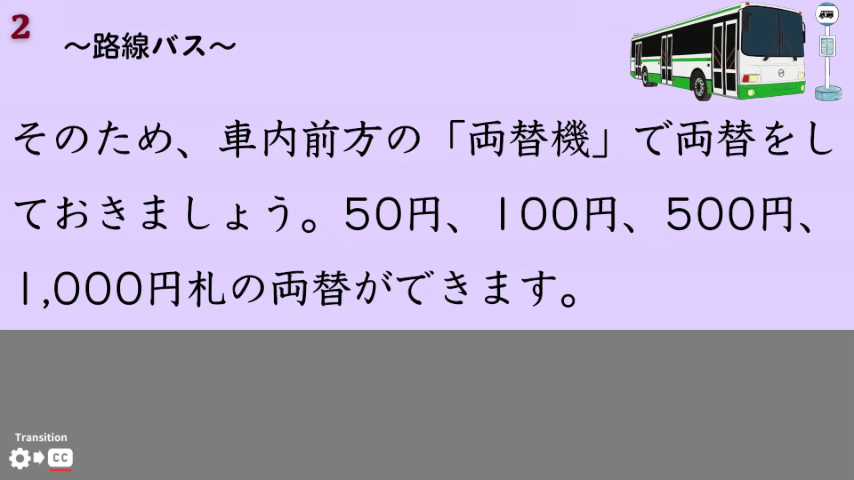 2
～路線バス～
そのため、車内前方の「両替機」で両替をし
ておきましょう。50円、100円、500円、
1,000円札の両替ができます。
Transition
CC